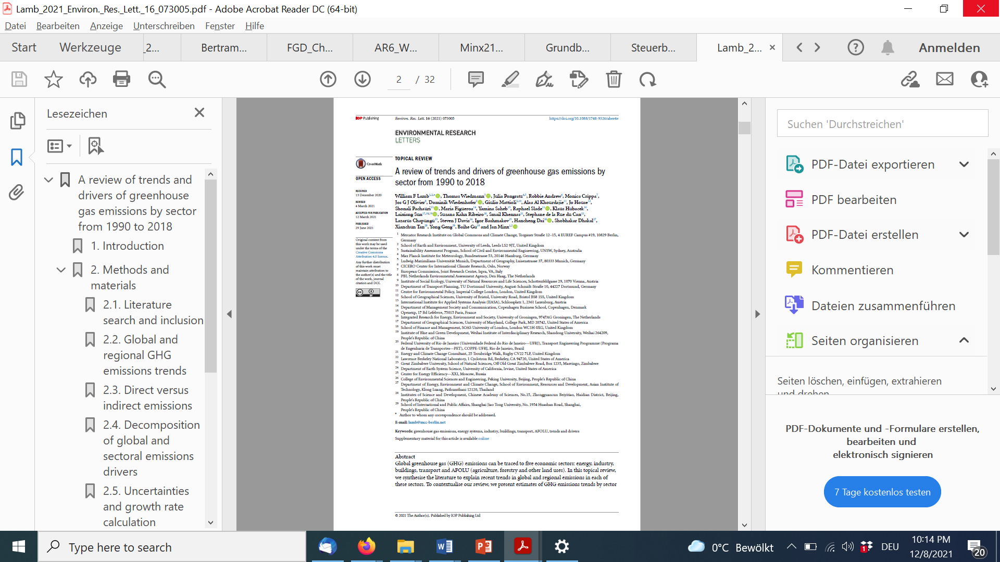 Lamb_2021_Environ._Res._Lett._16_073005.pdf - Adobe Acrobat Reader DC (64-bit)
Datei Bearbeiten Anzeige Unterschreiben Fenster Hilfe
Start Werkzeuge _2... Bertram... FGD_Ch... AR6_W... Minx21... Grundb... Steuerb... Lamb_2... Anmelden
2 / 32
Lesezeichen
A review of trends and
drivers of greenhouse
gas emissions by sector
from 1990 to 2018
1. Introduction
2. Methods and
materials
2.1. Literature
search and inclusion
2.2. Global and
regional GHG
emissions trends
2.3. Direct versus
indirect emissions
2.4. Decomposition
of global and
sectoral emissions
drivers
2.5. Uncertainties
and growth rate
calculation
IOP Publishing
Environ. Res. Lett. 16 (2021) 073005
https://doi.org/10.1088/1748-9326/abee4e
ENVIRONMENTAL RESEARCH
LETTERS
CrossMark
OPEN ACCESS
RECEIVED
13 December 2020
REVISED
4 March 2021
ACCEPTED FOR PUBLICATION
12 March 2021
PUBLISHED
29 June 2021
Original content from
this work may be used
under the terms of the
Creative Commons
Attribution 4.0 licence.
Any further distribution
of this work must
maintain attribution to
the author(s) and the title
of the work, journal
citation and DOI.
TOPICAL REVIEW
A review of trends and drivers of greenhouse gas emissions by
sector from 1990 to 2018
William F Lamb1,2,*, Thomas Wiedmann3, Julia Pongratz4,5, Robbie Andrew6, Monica Crippa7,
Jos G J Olivier8, Dominik Wiedenhofer9, Giulio Mattioli2,10, Alaa Al Khourdajie11, Jo House12,
Shonali Pachauri13, Maria Figueroa14, Yamina Saheb15, Raphael Slade11, Klaus Hubacek16,
Laixiang Sun17,18,19, Suzana Kahn Ribeiro20, Smail Khennas21, Stephane de la Rue du Can22,
Lazarus Chapungu23, Steven J Davis24, Igor Bashmakov25, Hancheng Dai26, Shobhakar Dhakal27,
Xianchun Tan28, Yong Geng29, Baihe Gu28 and Jan Minx1,2
1 Mercator Research Institute on Global Commons and Climate Change, Torgauer Straße 12–15, 4 EUREF Campus #19, 10829 Berlin,
Germany
2 School of Earth and Environment, University of Leeds, Leeds LS2 9JT, United Kingdom
3 Sustainability Assessment Program, School of Civil and Environmental Engineering, UNSW, Sydney, Australia
4 Max Planck Institute for Meteorology, Bundesstrasse 53, 20146 Hamburg, Germany
5 Ludwig-Maximilians-Universität Munich, Department of Geography, Luisenstrasse 37, 80333 Munich, Germany
6 CICERO Center for International Climate Research, Oslo, Norway
7 European Commission, Joint Research Centre, Ispra, VA, Italy
8 PBL Netherlands Environmental Assessment Agency, Den Haag, The Netherlands
9 Institute of Social Ecology, University of Natural Resources and Life Sciences, Schottenfeldgasse 29, 1070 Vienna, Austria
10 Department of Transport Planning, TU Dortmund University, August-Schmidt-Straße 10, 44227 Dortmund, Germany
11 Centre for Environmental Policy, Imperial College London, London, United Kingdom
12 School of Geographical Sciences, University of Bristol, University Road, Bristol BS8 1SS, United Kingdom
13 International Institute for Applied Systems Analysis (IIASA), Schlossplatz 1, 2361 Laxenburg, Austria
14 Department of Management Society and Communication, Copenhagen Business School, Copenhagen, Denmark
15 Openexp, 17 Bd Lefebvre, 75015 Paris, France
16 Integrated Research for Energy, Environment and Society, University of Groningen, 9747AG Groningen, The Netherlands
17 Department of Geographical Sciences, University of Maryland, College Park, MD 20742, United States of America
18 School of Finance and Management, SOAS University of London, London WC1H 0XG, United Kingdom
19 Institute of Blue and Green Development, Weihai Institute of Interdisciplinary Research, Shandong University, Weihai 264209,
People's Republic of China
20 Federal University of Rio de Janeiro (Universidade Federal do Rio de Janeiro—UFRJ), Transport Engineering Programme (Programa
de Engenharia de Transportes—PET), COPPE-UFRJ, Rio de Janeiro, Brazil
21 Energy and Climate Change Consultant, 25 Troubridge Walk, Rugby CV22 7LP, United Kingdom
22 Lawrence Berkeley National Laboratory, 1 Cyclotron Rd, Berkeley, CA 94720, United States of America
23 Great Zimbabwe University, School of Natural Sciences, Off Old Great Zimbabwe Road, Box 1235, Masvingo, Zimbabwe
24 Department of Earth System Science, University of California, Irvine, United States of America
25 Center for Energy Efficiency—XXI, Moscow, Russia
26 College of Environmental Sciences and Engineering, Peking University, Beijing, People's Republic of China
27 Department of Energy, Environment and Climate Change, School of Environment, Resources and Development, Asian Institute of
Technology, Klong Luang, Pathumthani 12120, Thailand
28 Institutes of Science and Development, Chinese Academy of Sciences, No.15, Zhongguancun Beiyitiao, Haidian District, Beijing,
People's Republic of China
29 School of International and Public Affairs, Shanghai Jiao Tong University, No. 1954 Huashan Road, Shanghai,
People's Republic of China
* Author to whom any correspondence should be addressed.
E-mail: lamb@mcc-berlin.net
Keywords: greenhouse gas emissions, energy systems, industry, buildings, transport, AFOLU, trends and drivers
Supplementary material for this article is available online
Abstract
Global greenhouse gas (GHG) emissions can be traced to five economic sectors: energy, industry,
buildings, transport and AFOLU (agriculture, forestry and other land uses). In this topical review,
we synthesise the literature to explain recent trends in global and regional emissions in each of
these sectors. To contextualise our review, we present estimates of GHG emissions trends by sector
© 2021 The Author(s). Published by IOP Publishing Ltd
Suchen 'Durchstreichen'
PDF-Datei exportieren
PDF bearbeiten
PDF-Datei erstellen
Kommentieren
Dateien zusammenführen
Seiten organisieren
Seiten löschen, einfügen, extrahieren
und drehen
PDF-Dokumente und -Formulare erstellen,
bearbeiten und
elektronisch signieren
7 Tage kostenlos testen
Type here to search
0°C Bewölkt
1
DEU
10:14 PM
12/8/2021
20